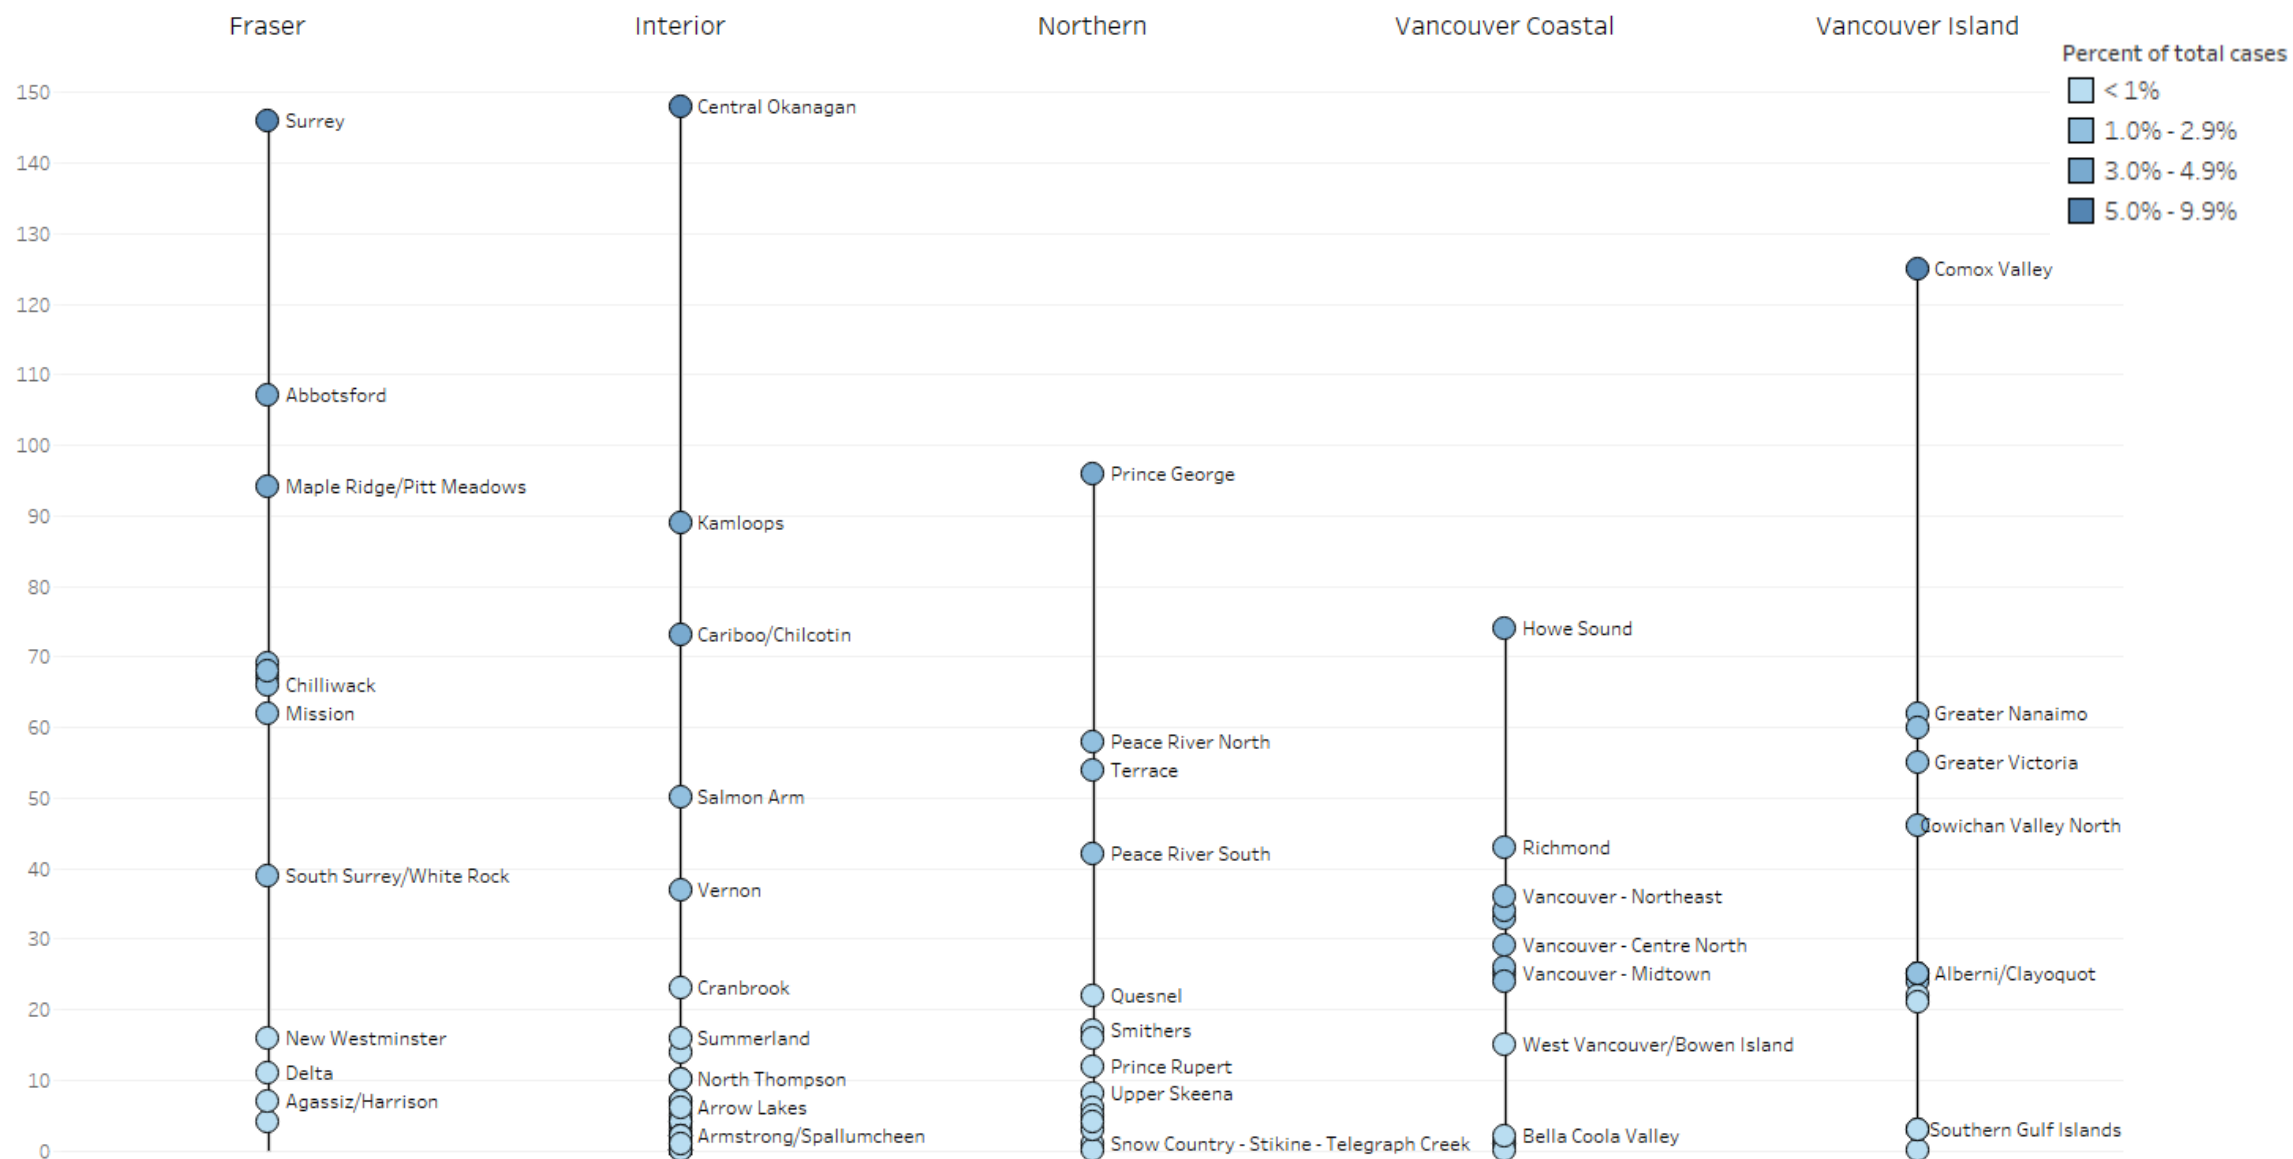 Fraser
Interior
Northern
Vancouver Coastal
Vancouver Island
Percent of total cases
< 1%
1.0% - 2.9%
3.0% - 4.9%
5.0% - 9.9%
150
140
130
120
110
100
90
80
70
60
50
40
30
20
10
0
Surrey
Abbotsford
Maple Ridge/Pitt Meadows
Chilliwack
Mission
South Surrey/White Rock
New Westminster
Delta
Agassiz/Harrison
Central Okanagan
Kamloops
Cariboo/Chilcotin
Salmon Arm
Vernon
Cranbrook
Summerland
North Thompson
Arrow Lakes
Armstrong/Spallumcheen
Prince George
Peace River North
Terrace
Peace River South
Quesnel
Smithers
Prince Rupert
Upper Skeena
Snow Country - Stikine - Telegraph Creek
Howe Sound
Richmond
Vancouver - Northeast
Vancouver - Centre North
Vancouver - Midtown
West Vancouver/Bowen Island
Bella Coola Valley
Comox Valley
Greater Nanaimo
Greater Victoria
Cowichan Valley North
Alberni/Clayoquot
Southern Gulf Islands